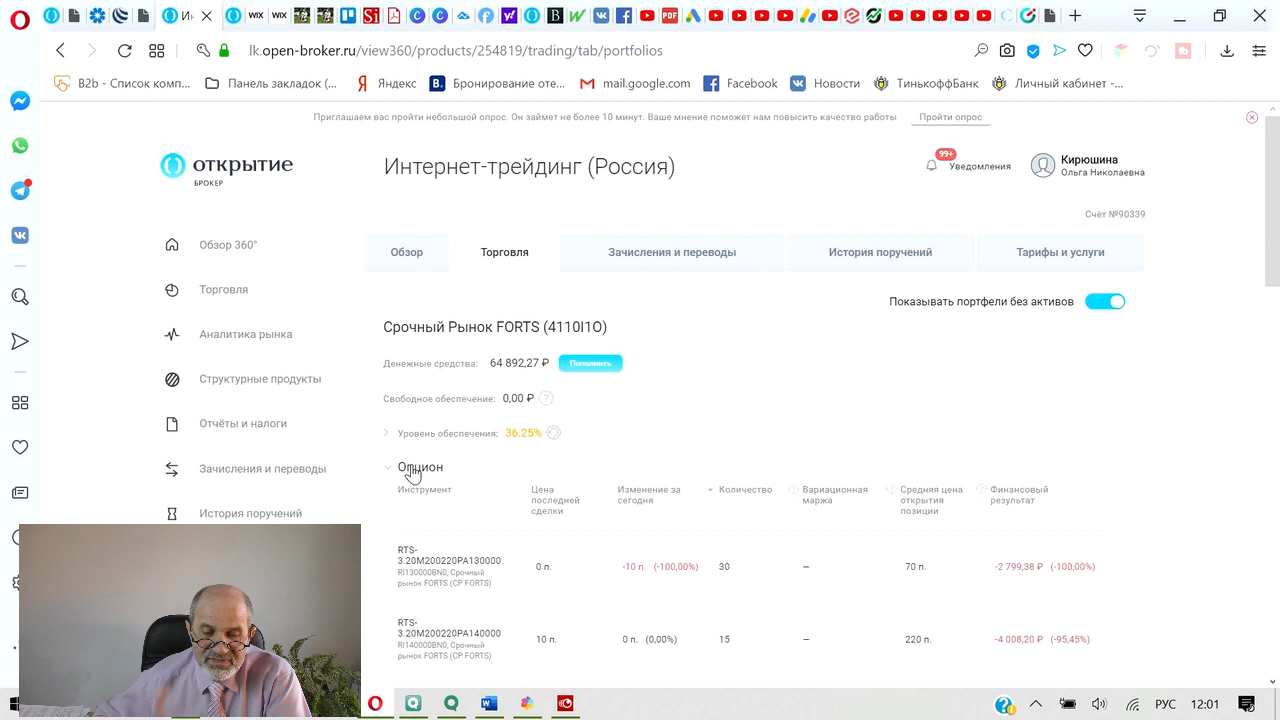 lk.open-broker.ru/view360/products/254819/trading/tab/portfolios
B2b - Список комп...
Панель закладок (...
Яндекс
Бронирование оте...
mail.google.com
Facebook
Новости
ТинькоффБанк
Личный кабинет -...
Приглашаем вас пройти небольшой опрос. Он займет не более 10 минут. Ваше мнение поможет нам повысить качество работы
Пройти опрос
открытие
БРОКЕР
Интернет-трейдинг (Россия)
99+
Уведомления
Кирюшина
Ольга Николаевна
Счёт №90339
Обзор 360°
Торговля
Аналитика рынка
Структурные продукты
Отчёты и налоги
Зачисления и переводы
История поручений
Обзор
Торговля
Зачисления и переводы
История поручений
Тарифы и услуги
Показывать портфели без активов
Срочный Рынок FORTS (4110I1O)
Денежные средства: 64 892,27 ₽ Пополнить
Свободное обеспечение: 0,00 ₽ ?
Уровень обеспечения: 36.25%
Опцион
Инструмент
Цена последней сделки
Изменение за сегодня
Количество
Вариационная маржа
Средняя цена открытия позиции
Финансовый результат
RTS-
3.20M200220PA130000
RI130000BN0, Срочный
рынок FORTS (СР FORTS)
0 п. -10 п. (-100,00%) 30 — 70 п. -2 799,38 ₽ (-100,00%)
RTS-
3.20M200220PA140000
RI140000BN0, Срочный
рынок FORTS (СР FORTS)
10 п. 0 п. (0,00%) 15 — 220 п. -4 008,20 ₽ (-95,45%)
РУС
12:01